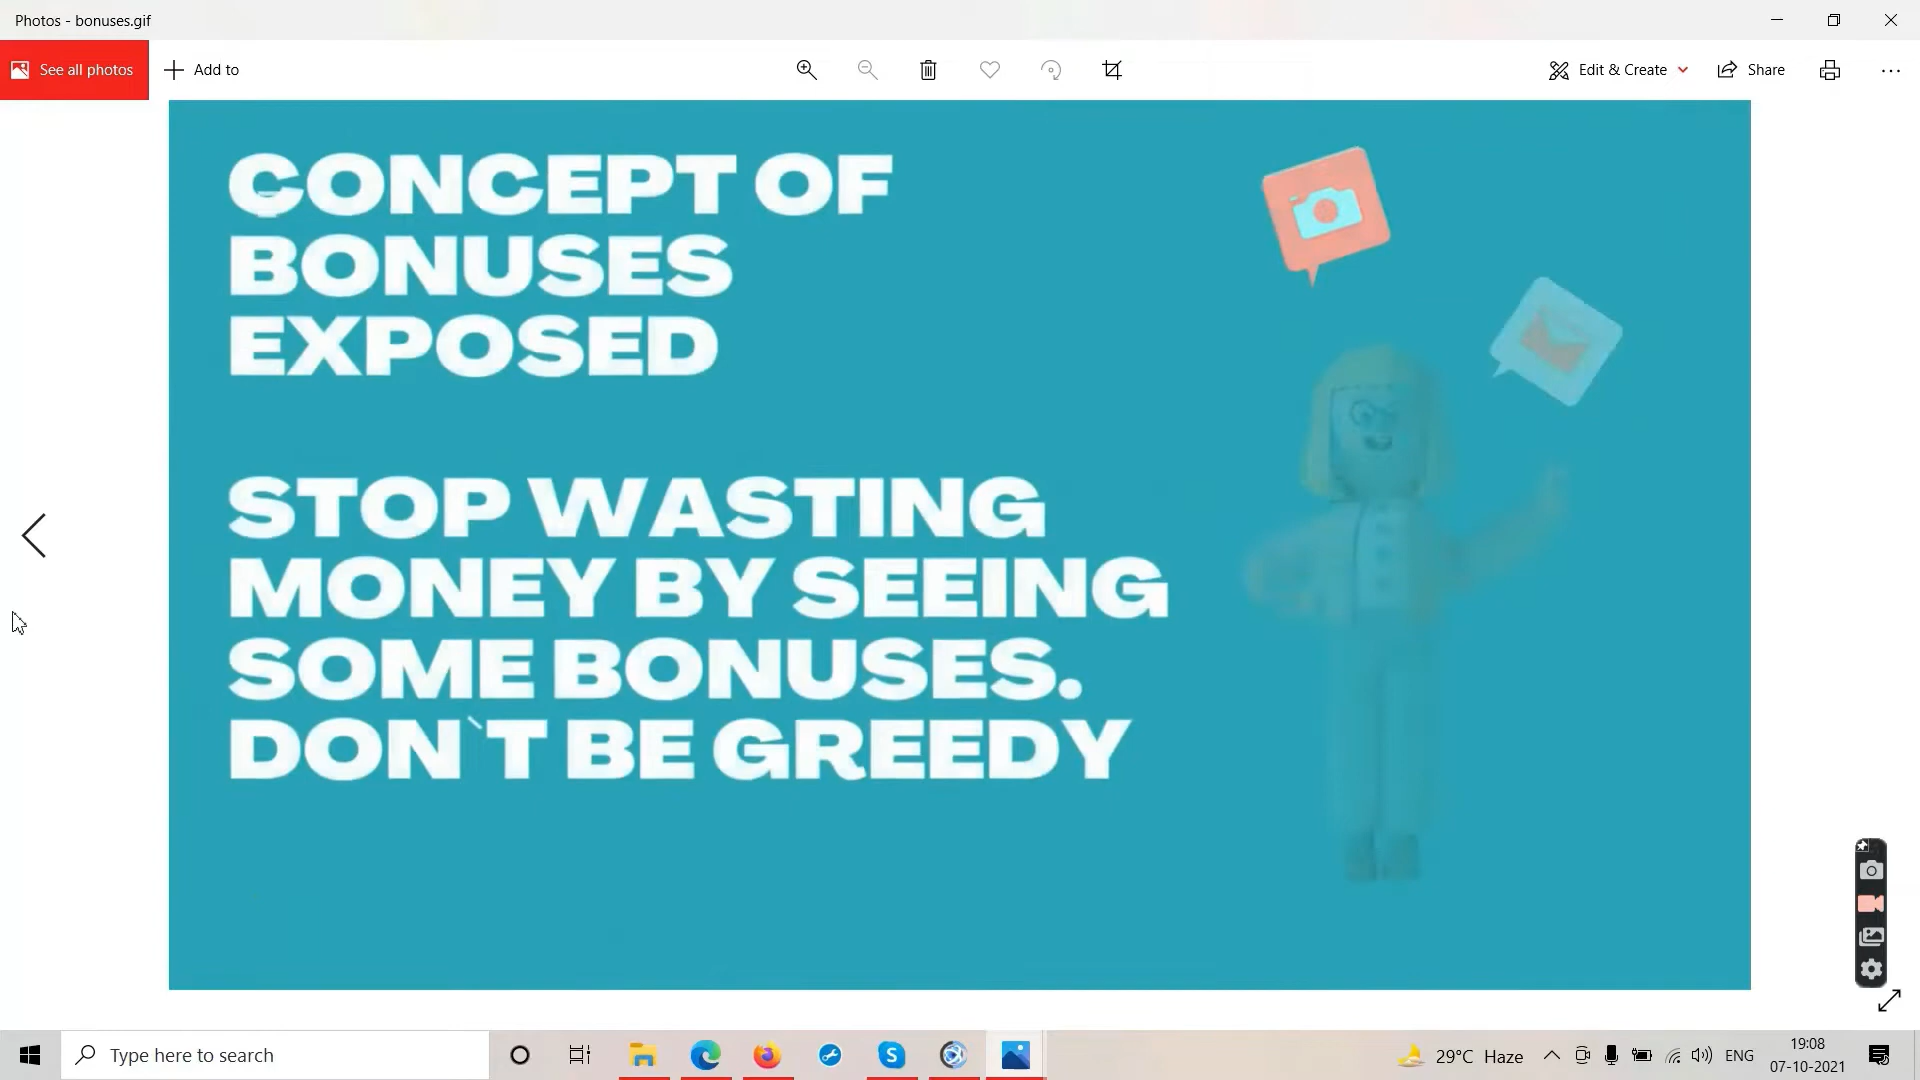 Photos - bonuses.gif
See all photos
Add to
Edit & Create
Share
CONCEPT OF
BONUSES
EXPOSED
STOP WASTING
MONEY BY SEEING
SOME BONUSES.
DON`T BE GREEDY
Type here to search
29°C Haze
ENG
19:08
07-10-2021